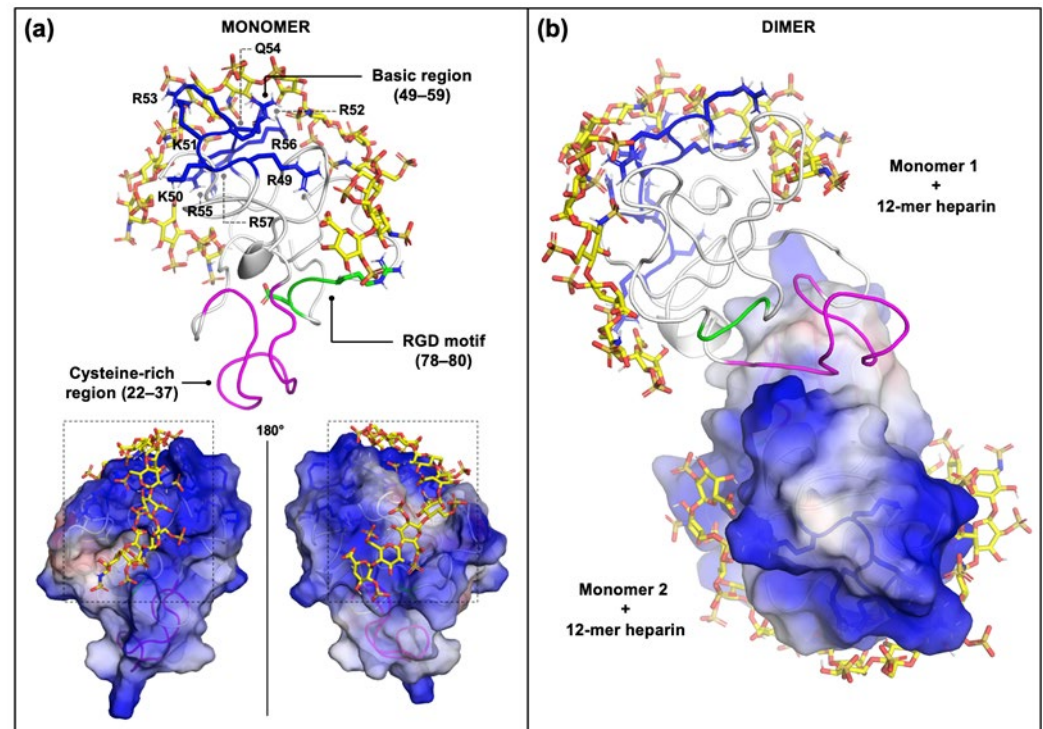 (a)
MONOMER
Q54
Basic region
(49–59)
R53
R52
K51
R56
R49
K50
R55
R57
RGD motif
(78–80)
Cysteine-rich
region (22–37)
180°
(b)
DIMER
Monomer 1
+
12-mer heparin
Monomer 2
+
12-mer heparin